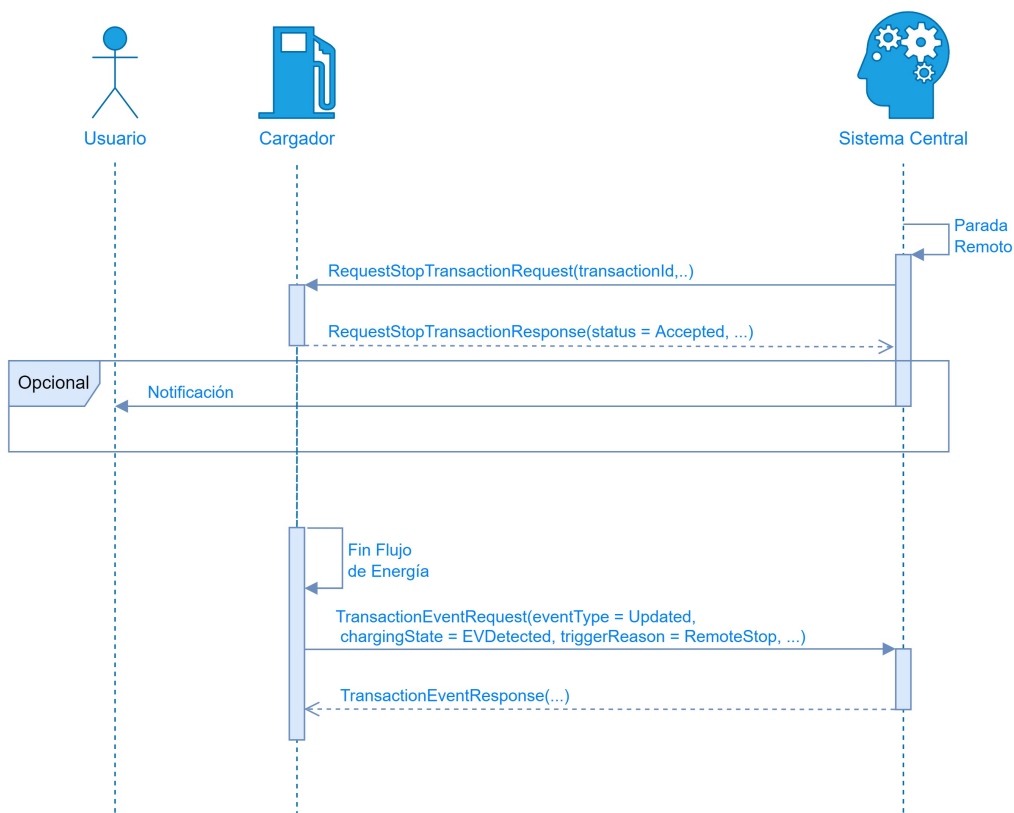 Usuario
Cargador
Sistema Central
Parada
Remoto
RequestStopTransactionRequest(transactionId,..)
RequestStopTransactionResponse(status = Accepted, ...)
Opcional
Notificación
Fin Flujo
de Energía
TransactionEventRequest(eventType = Updated,
chargingState = EVDetected, triggerReason = RemoteStop, ...)
TransactionEventResponse(...)